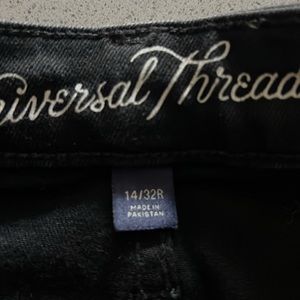 niversal Thread
14/32R
MADE IN
PAKISTAN